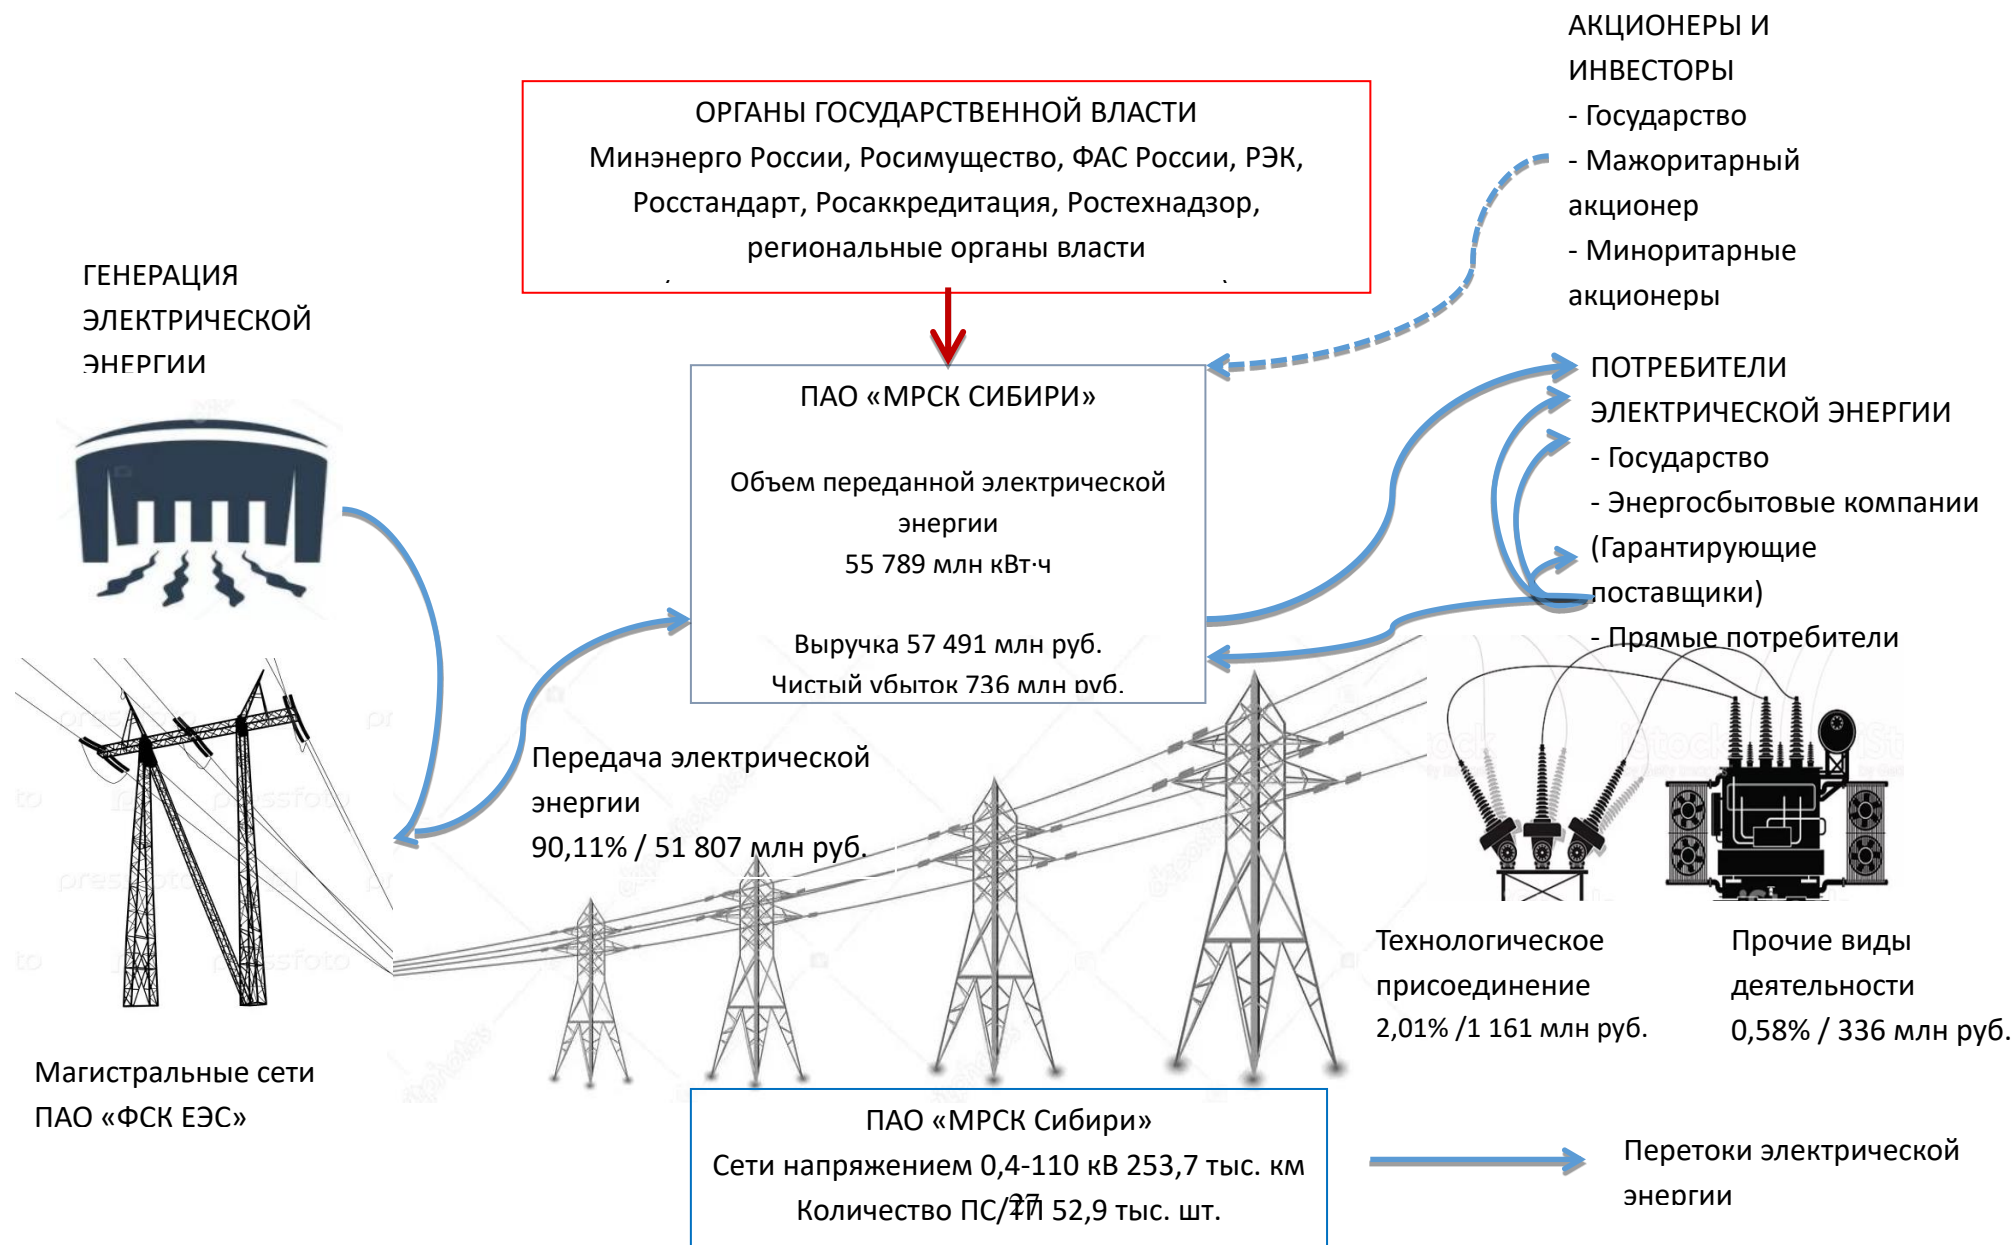 АКЦИОНЕРЫ И
ИНВЕСТОРЫ
- Государство
- Мажоритарный
акционер
- Миноритарные
акционеры
ОРГАНЫ ГОСУДАРСТВЕННОЙ ВЛАСТИ
Минэнерго России, Росимущество, ФАС России, РЭК,
Росстандарт, Росаккредитация, Ростехнадзор,
региональные органы власти
ГЕНЕРАЦИЯ
ЭЛЕКТРИЧЕСКОЙ
ЭНЕРГИИ
ПАО «МРСК СИБИРИ»
Объем переданной электрической
энергии
55 789 млн кВт·ч
Выручка 57 491 млн руб.
Чистый убыток 736 млн руб.
ПОТРЕБИТЕЛИ
ЭЛЕКТРИЧЕСКОЙ ЭНЕРГИИ
- Государство
- Энергосбытовые компании
(Гарантирующие
поставщики)
- Прямые потребители
Передача электрической
энергии
90,11% / 51 807 млн руб.
Технологическое
присоединение
2,01% /1 161 млн руб.
Прочие виды
деятельности
0,58% / 336 млн руб.
Магистральные сети
ПАО «ФСК ЕЭС»
ПАО «МРСК Сибири»
Сети напряжением 0,4-110 кВ 253,7 тыс. км
Количество ПС/ТП 52,9 тыс. шт.
27
Перетоки электрической
энергии